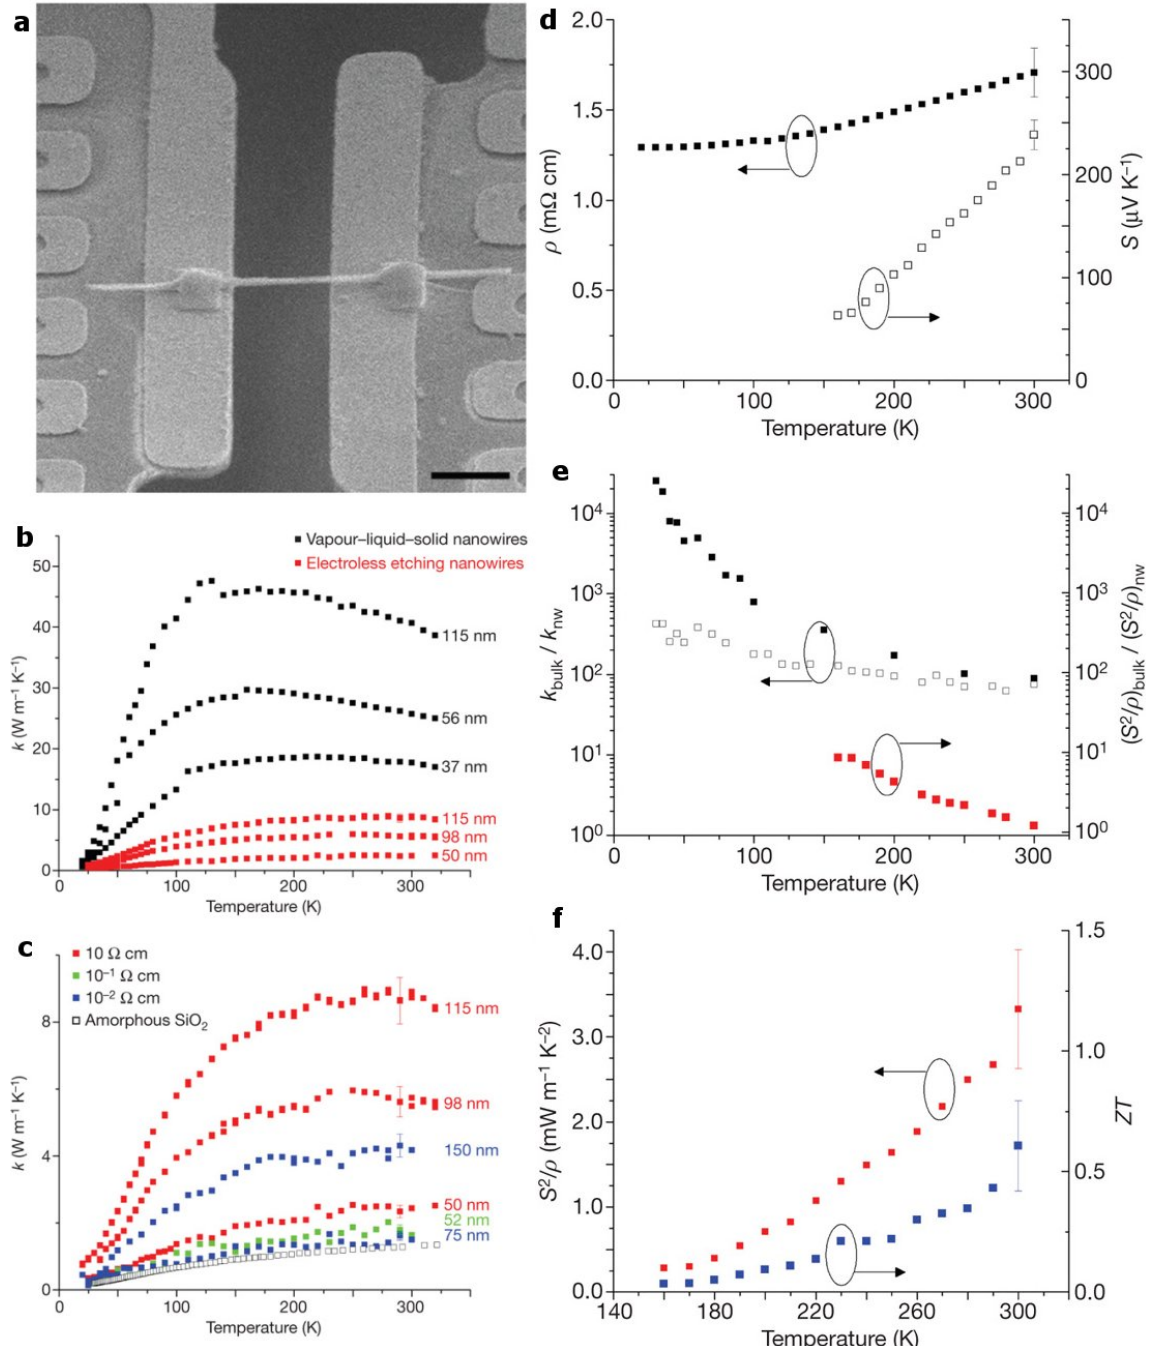 a
b
Vapour–liquid–solid nanowires
Electroless etching nanowires
50
40
30
20
10
0
k (W m⁻¹ K⁻¹)
115 nm
56 nm
37 nm
115 nm
98 nm
50 nm
0
100
200
300
Temperature (K)
c
10 Ω cm
10⁻¹ Ω cm
10⁻² Ω cm
Amorphous SiO₂
8
4
0
k (W m⁻¹ K⁻¹)
115 nm
98 nm
150 nm
50 nm
52 nm
75 nm
0
100
200
300
Temperature (K)
d
2.0
1.5
1.0
0.5
0.0
ρ (mΩ cm)
300
200
100
0
S (μV K⁻¹)
0
100
200
300
Temperature (K)
e
10⁴
10³
10²
10¹
10⁰
k_bulk / k_nw
10⁴
10³
10²
10¹
10⁰
(S²/ρ)_bulk / (S²/ρ)_nw
0
100
200
300
Temperature (K)
f
4.0
3.0
2.0
1.0
0.0
S²/ρ (mW m⁻¹ K⁻²)
1.5
1.0
0.5
0.0
ZT
140
180
220
260
300
Temperature (K)